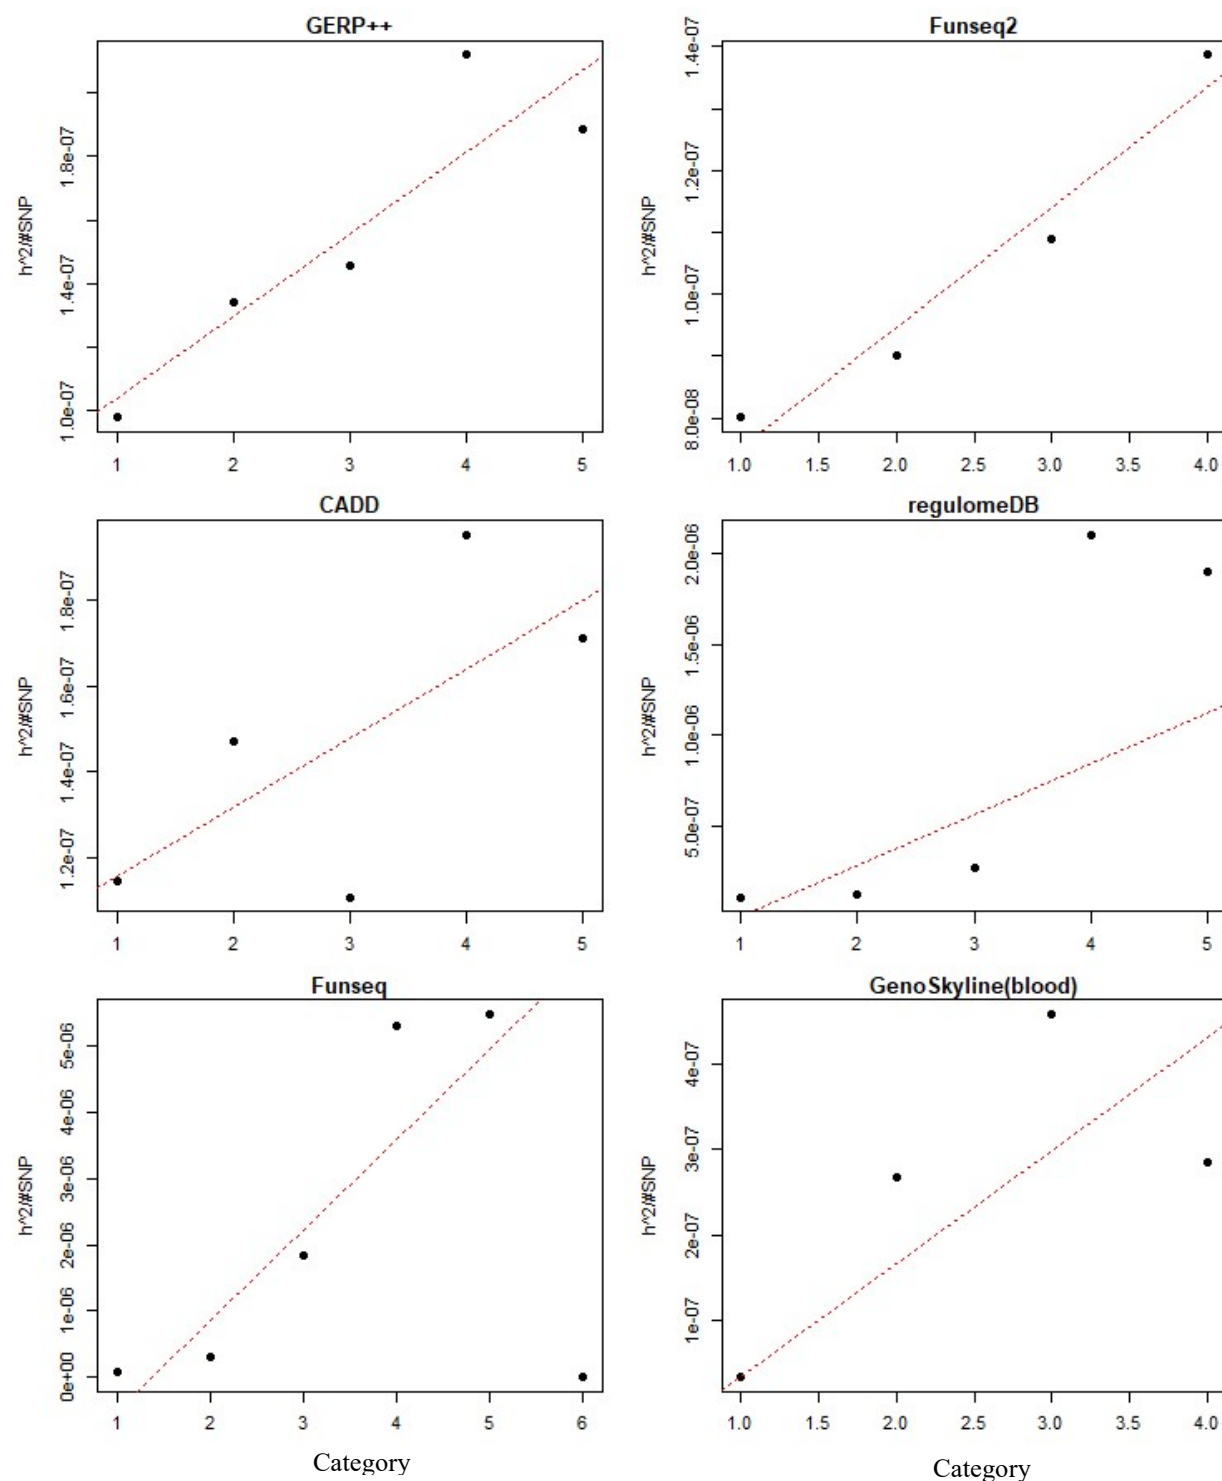 GERP++
h^2/#SNP
1.0e-07 1.4e-07 1.8e-07
1 2 3 4 5
Funseq2
h^2/#SNP
8.0e-08 1.0e-07 1.2e-07 1.4e-07
1.0 1.5 2.0 2.5 3.0 3.5 4.0
CADD
h^2/#SNP
1.2e-07 1.4e-07 1.6e-07 1.8e-07
1 2 3 4 5
regulomeDB
h^2/#SNP
5.0e-07 1.0e-06 1.5e-06 2.0e-06
1 2 3 4 5
Funseq
h^2/#SNP
0e+00 1e-06 2e-06 3e-06 4e-06 5e-06
1 2 3 4 5 6
Category
GenoSkyline(blood)
h^2/#SNP
1e-07 2e-07 3e-07 4e-07
1.0 1.5 2.0 2.5 3.0 3.5 4.0
Category